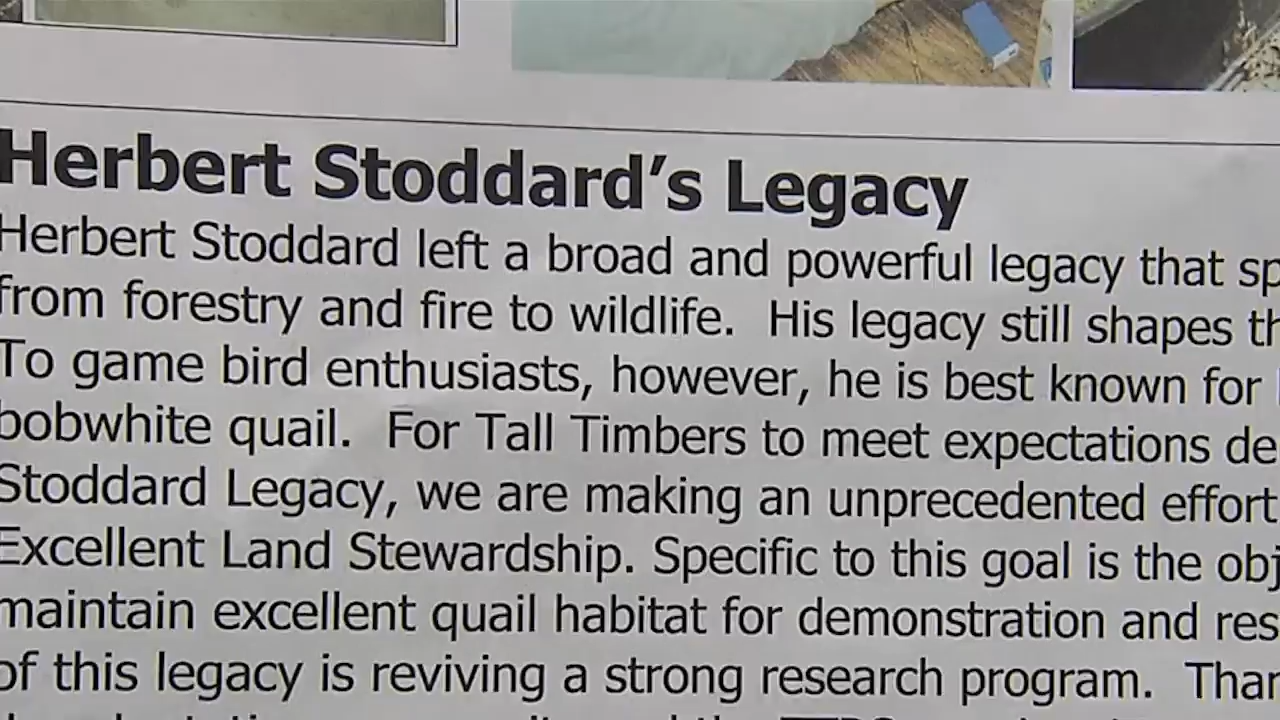 Herbert Stoddard's Legacy
Herbert Stoddard left a broad and powerful legacy that sp
from forestry and fire to wildlife. His legacy still shapes th
To game bird enthusiasts, however, he is best known for
bobwhite quail. For Tall Timbers to meet expectations de
Stoddard Legacy, we are making an unprecedented effort
Excellent Land Stewardship. Specific to this goal is the obj
maintain excellent quail habitat for demonstration and res
of this legacy is reviving a strong research program. Than